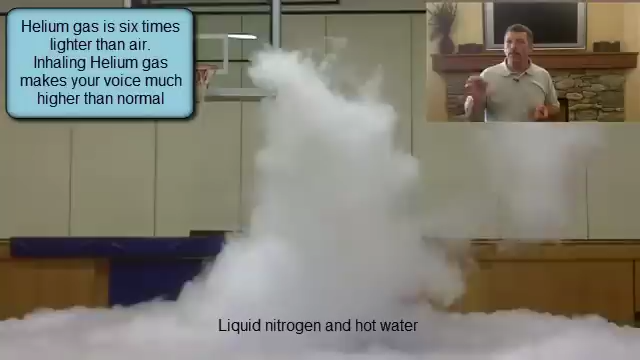 Helium gas is six times
lighter than air.
Inhaling Helium gas
makes your voice much
higher than normal
Liquid nitrogen and hot water